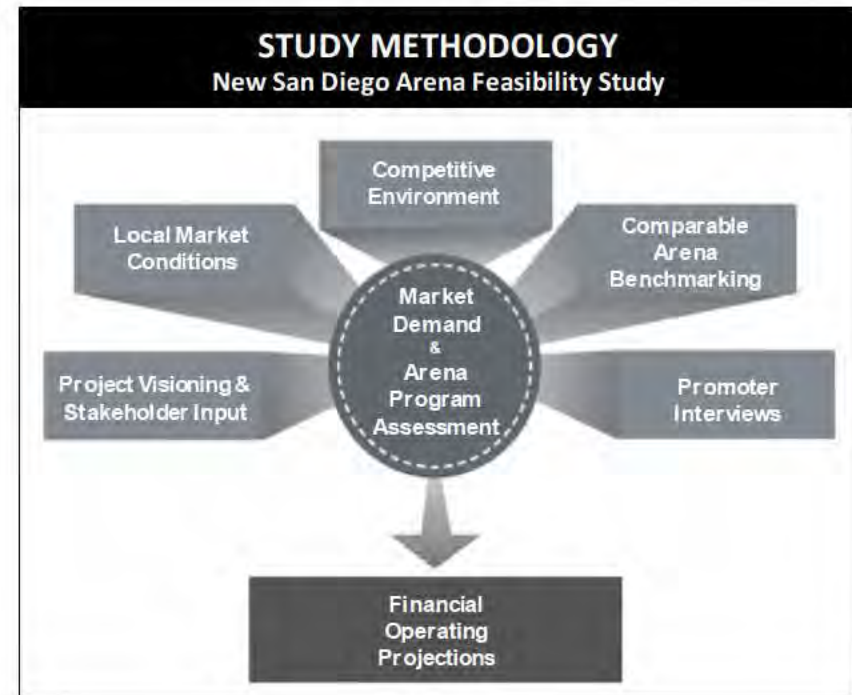 STUDY METHODOLOGY
New San Diego Arena Feasibility Study
Competitive
Environment
Local Market
Conditions
Comparable
Arena
Benchmarking
Market
Demand
&
Arena
Program
Assessment
Project Visioning &
Stakeholder Input
Promoter
Interviews
Financial
Operating
Projections